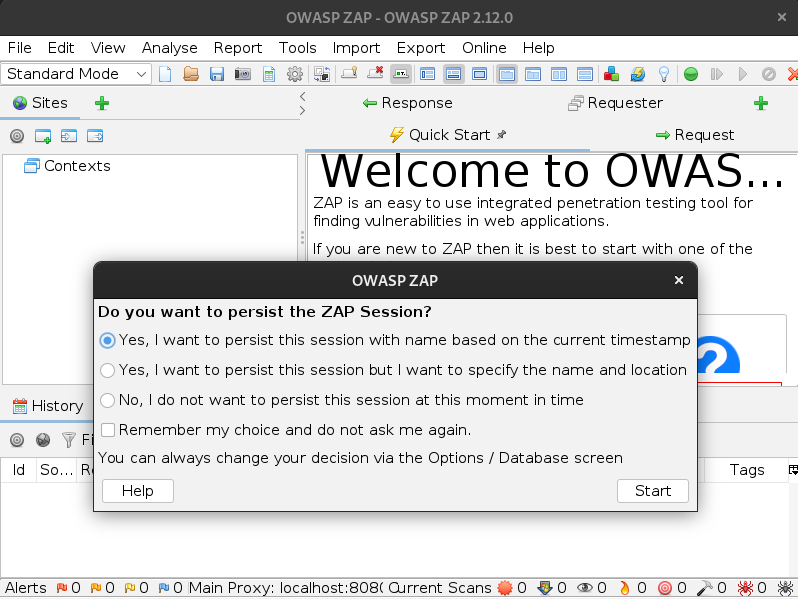 OWASP ZAP - OWASP ZAP 2.12.0
File Edit View Analyse Report Tools Import Export Online Help
Standard Mode
Sites
Response
Requester
Quick Start
Request
Contexts
Welcome to OWAS...
ZAP is an easy to use integrated penetration testing tool for
finding vulnerabilities in web applications.
If you are new to ZAP then it is best to start with one of the
OWASP ZAP
Do you want to persist the ZAP Session?
Yes, I want to persist this session with name based on the current timestamp
Yes, I want to persist this session but I want to specify the name and location
No, I do not want to persist this session at this moment in time
Remember my choice and do not ask me again.
You can always change your decision via the Options / Database screen
Help
Start
History
Id So... Tags
Alerts 0 0 0 0 Main Proxy: localhost:8080 Current Scans 0 0 0 0 0 0 0